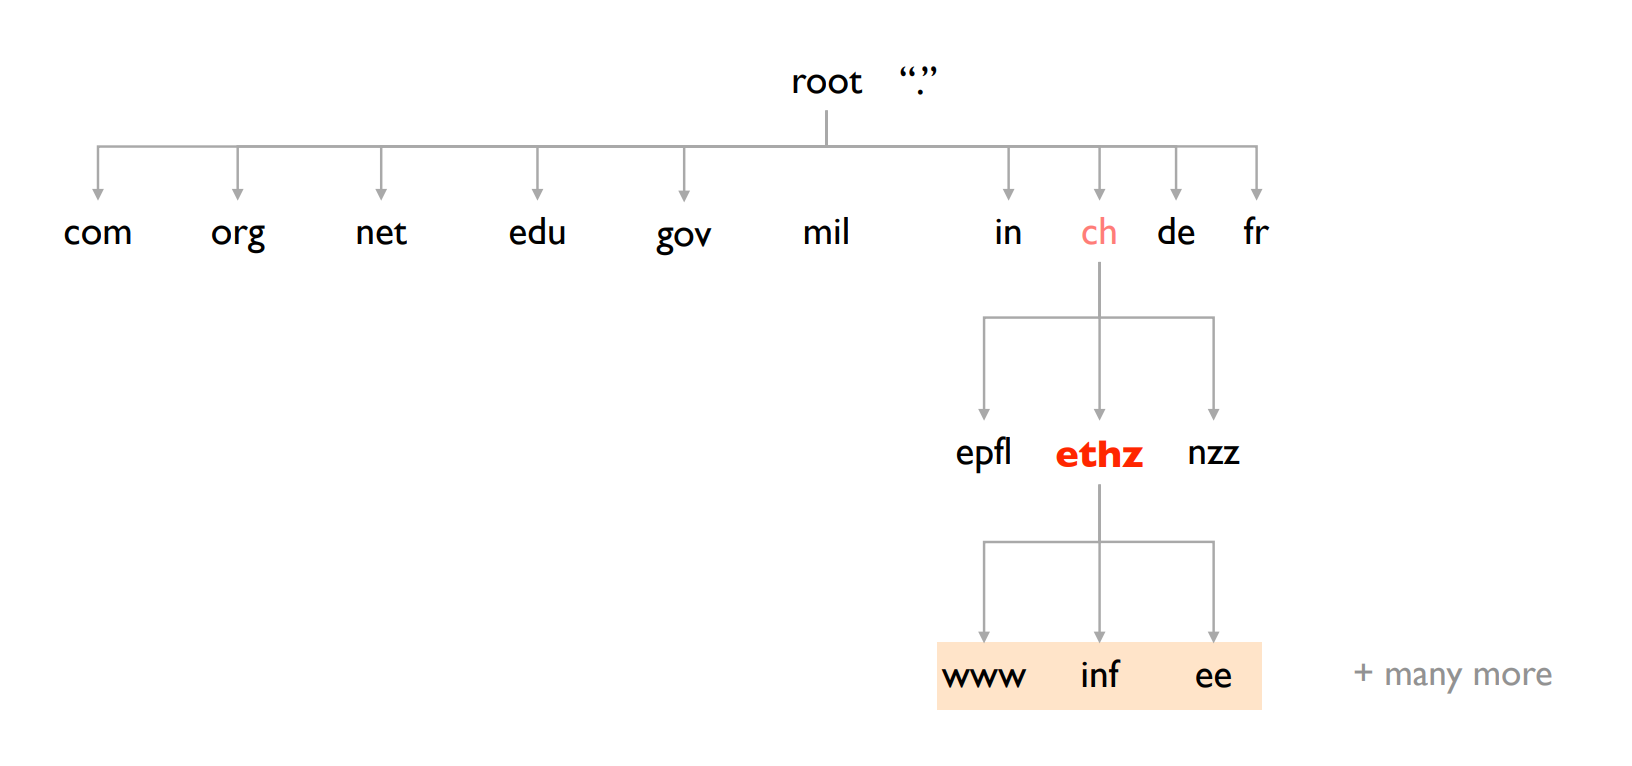 root “.”
com org net edu gov mil in ch de fr
epfl ethz nzz
www inf ee + many more